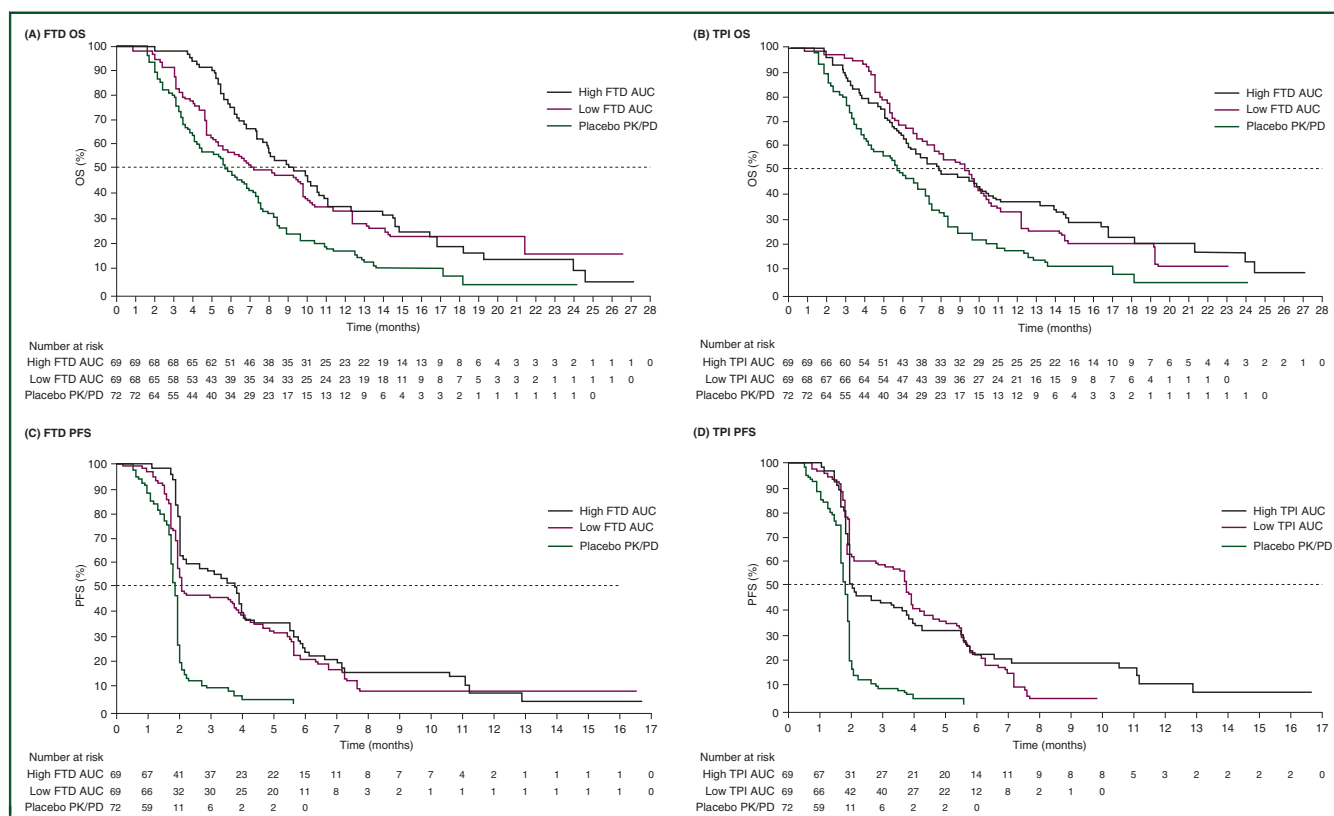 (A) FTD OS
100
90
80
70
60
50
40
30
20
10
0
OS (%)
High FTD AUC
Low FTD AUC
Placebo PK/PD
0 1 2 3 4 5 6 7 8 9 10 11 12 13 14 15 16 17 18 19 20 21 22 23 24 25 26 27 28
Time (months)
Number at risk
High FTD AUC 69 69 68 68 65 62 51 46 38 35 31 25 23 22 19 14 13 9 8 6 4 3 3 3 2 1 1 1 0
Low FTD AUC 69 68 65 58 53 43 39 35 34 33 25 24 23 19 18 11 9 8 7 5 3 3 2 1 1 1 1 0
Placebo PK/PD 72 72 64 55 44 40 34 29 23 17 15 13 12 9 6 4 3 3 2 1 1 1 1 1 1 0
(B) TPI OS
100
90
80
70
60
50
40
30
20
10
0
OS (%)
High FTD AUC
Low FTD AUC
Placebo PK/PD
0 1 2 3 4 5 6 7 8 9 10 11 12 13 14 15 16 17 18 19 20 21 22 23 24 25 26 27 28
Time (months)
Number at risk
High TPI AUC 69 69 66 60 54 51 43 38 33 32 29 25 25 25 22 16 14 10 9 7 6 5 4 4 3 2 2 1 0
Low TPI AUC 69 68 67 66 64 54 47 43 39 36 27 24 21 16 15 9 8 7 6 4 1 1 1 0
Placebo PK/PD 72 72 64 55 44 40 34 29 23 17 15 13 12 9 6 4 3 3 2 1 1 1 1 1 1 0
(C) FTD PFS
100
90
80
70
60
50
40
30
20
10
0
PFS (%)
High FTD AUC
Low FTD AUC
Placebo PK/PD
0 1 2 3 4 5 6 7 8 9 10 11 12 13 14 15 16 17
Time (months)
Number at risk
High FTD AUC 69 67 41 37 23 22 15 11 8 7 7 4 2 1 1 1 1 0
Low FTD AUC 69 66 32 30 25 20 11 8 3 2 1 1 1 1 1 1 1 0
Placebo PK/PD 72 59 11 6 2 2 0
(D) TPI PFS
100
90
80
70
60
50
40
30
20
10
0
PFS (%)
High TPI AUC
Low TPI AUC
Placebo PK/PD
0 1 2 3 4 5 6 7 8 9 10 11 12 13 14 15 16 17
Time (months)
Number at risk
High TPI AUC 69 67 31 27 21 20 14 11 9 8 8 5 3 2 2 2 2 0
Low TPI AUC 69 66 42 40 27 22 12 8 2 1 0
Placebo PK/PD 72 59 11 6 2 2 0